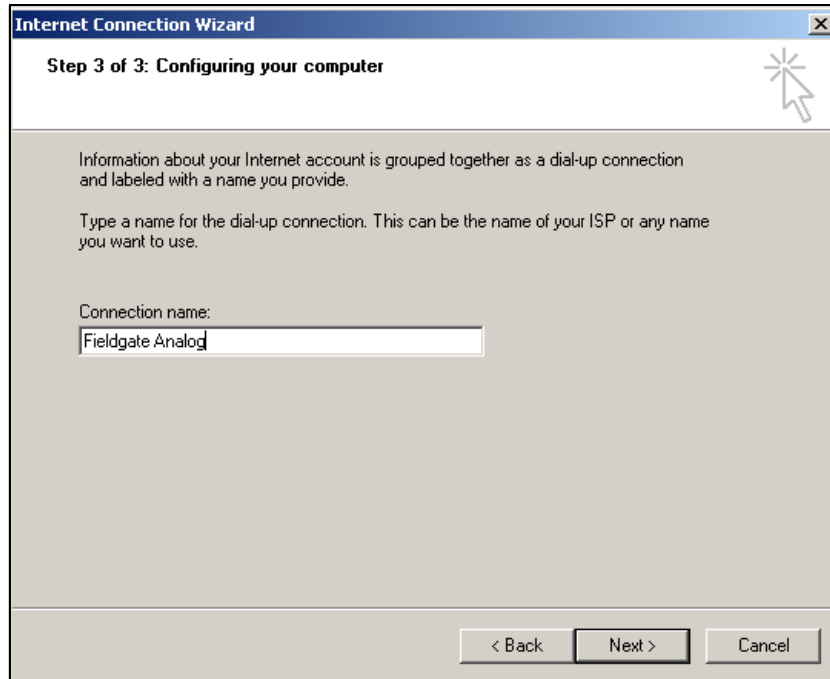 Internet Connection Wizard
Step 3 of 3: Configuring your computer
Information about your Internet account is grouped together as a dial-up connection
and labeled with a name you provide.
Type a name for the dial-up connection. This can be the name of your ISP or any name
you want to use.
Connection name:
Fieldgate Analog
< Back Next > Cancel